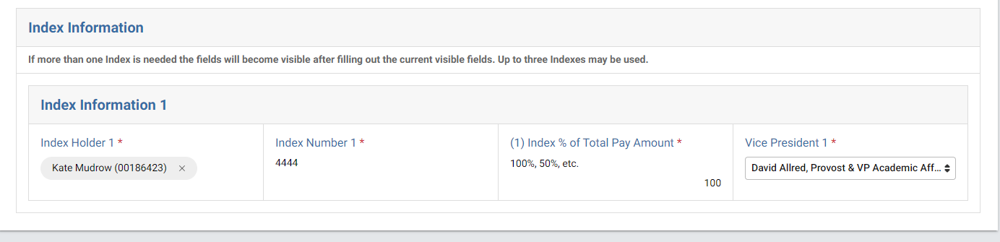 Index Information
If more than one Index is needed the fields will become visible after filling out the current visible fields. Up to three Indexes may be used.
Index Information 1
Index Holder 1 *
Kate Mudrow (00186423) ×
Index Number 1 *
4444
(1) Index % of Total Pay Amount *
100%, 50%, etc.
100
Vice President 1 *
David Allred, Provost & VP Academic Aff...